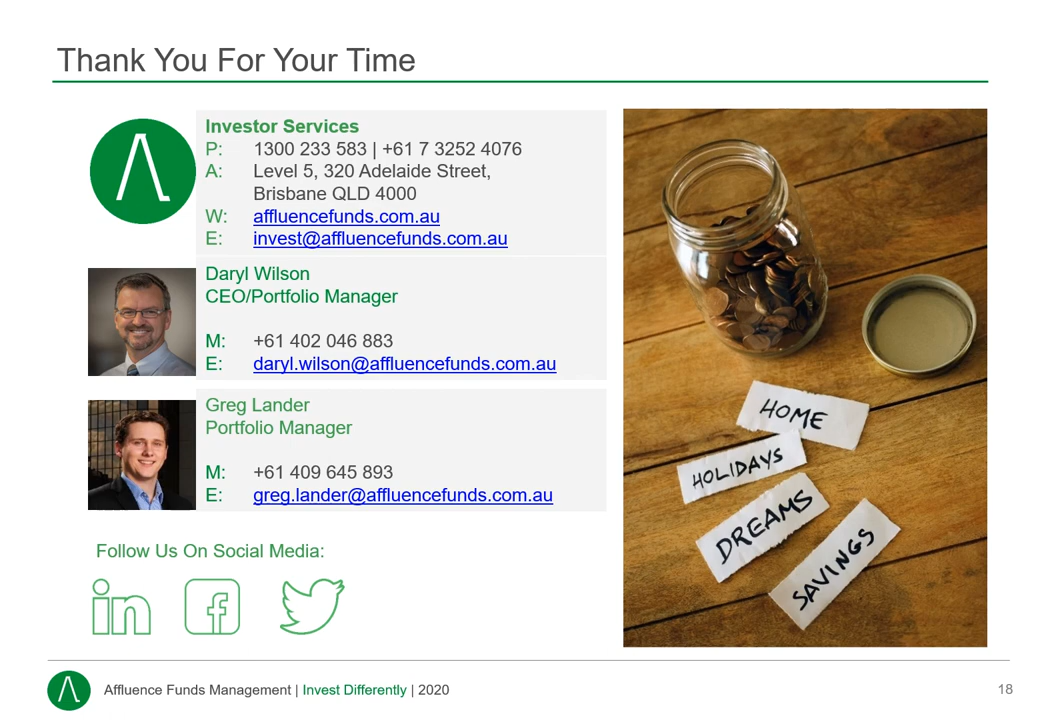 Thank You For Your Time
Investor Services
P: 1300 233 583 | +61 7 3252 4076
A: Level 5, 320 Adelaide Street,
Brisbane QLD 4000
W: affluencefunds.com.au
E: invest@affluencefunds.com.au
Daryl Wilson
CEO/Portfolio Manager
M: +61 402 046 883
E: daryl.wilson@affluencefunds.com.au
Greg Lander
Portfolio Manager
M: +61 409 645 893
E: greg.lander@affluencefunds.com.au
Follow Us On Social Media:
in f
HOME
HOLIDAYS
DREAMS
SAVINGS
Affluence Funds Management | Invest Differently | 2020
18